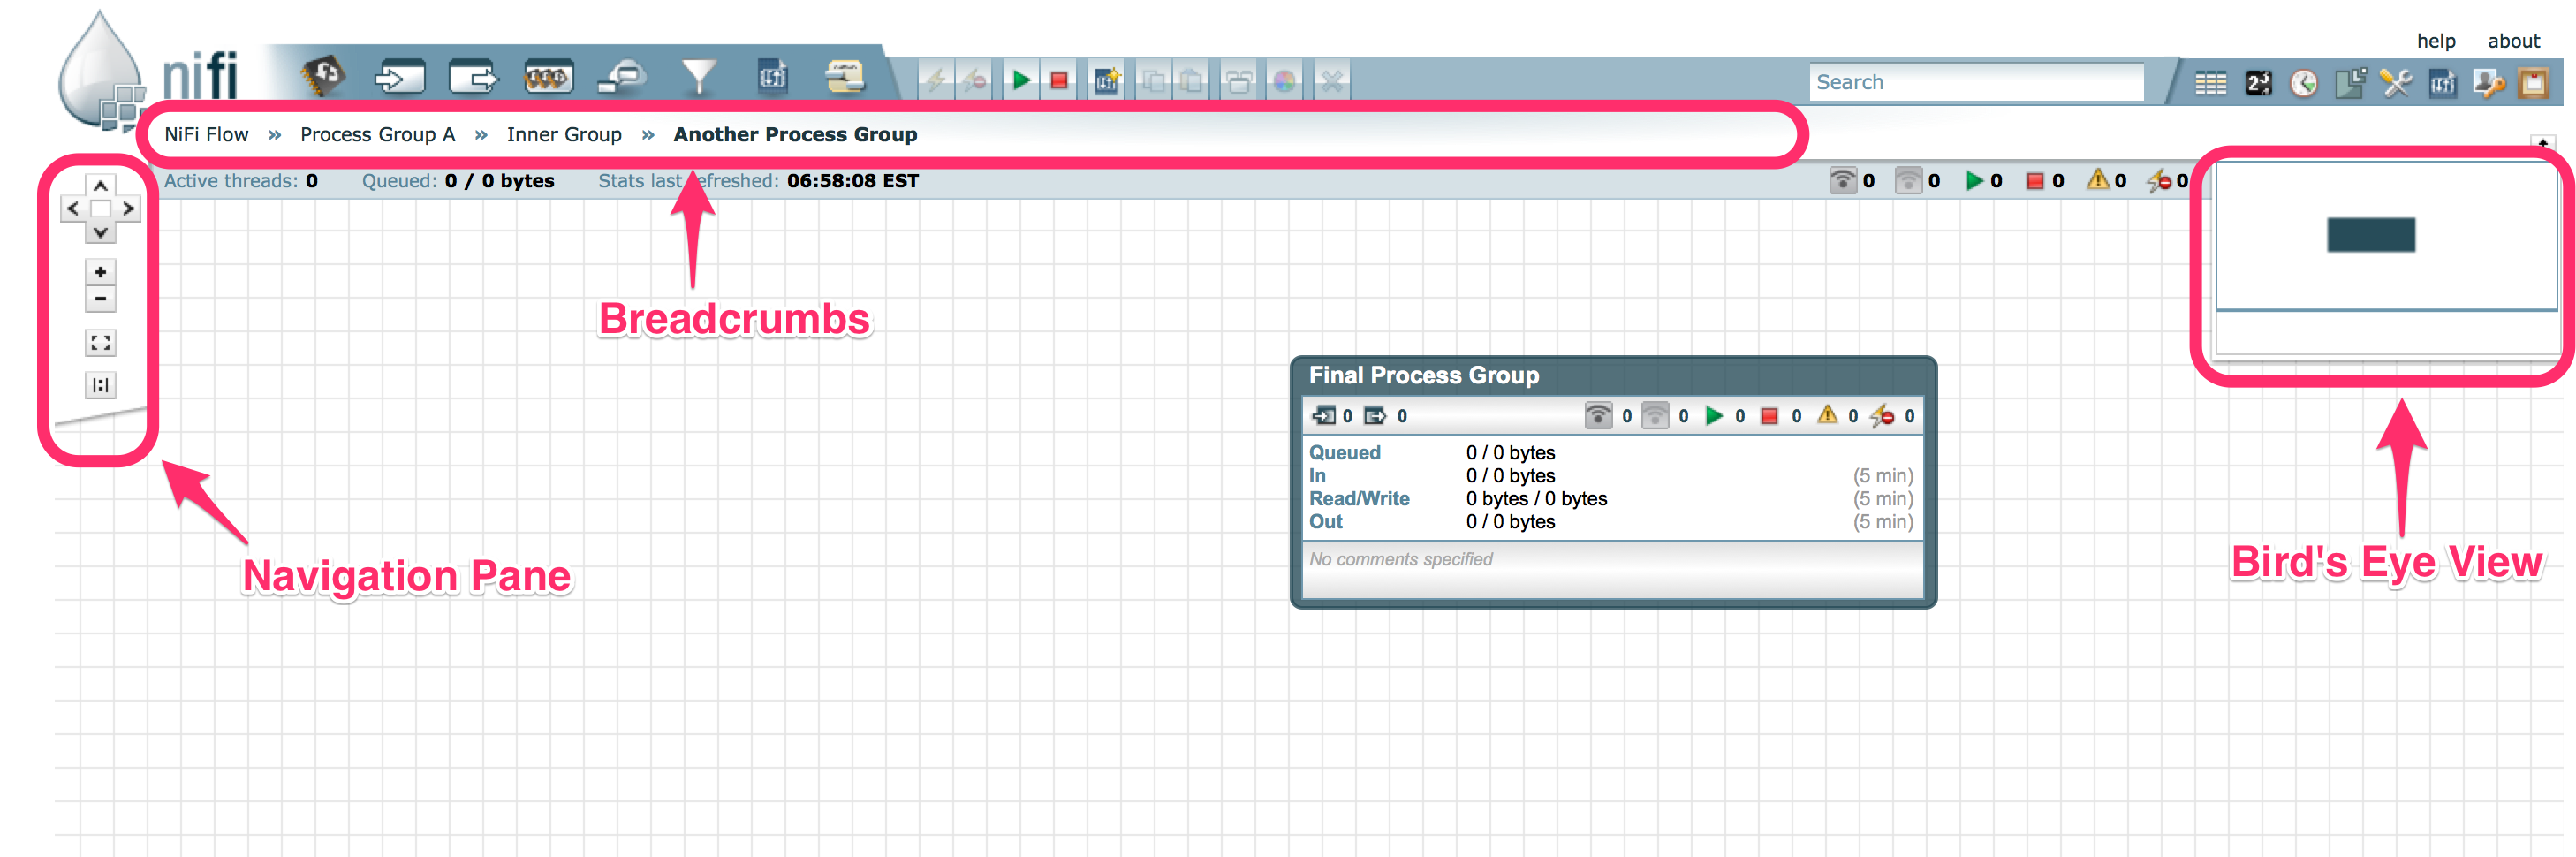 help about
nifi
Search
NiFi Flow » Process Group A » Inner Group » Another Process Group
Active threads: 0 Queued: 0 / 0 bytes Stats last refreshed: 06:58:08 EST 0 0 0 0 0 0
Breadcrumbs
Final Process Group
0 0 0 0 0 0 0 0
Queued 0 / 0 bytes
In 0 / 0 bytes (5 min)
Read/Write 0 bytes / 0 bytes (5 min)
Out 0 / 0 bytes (5 min)
No comments specified
Navigation Pane
Bird's Eye View